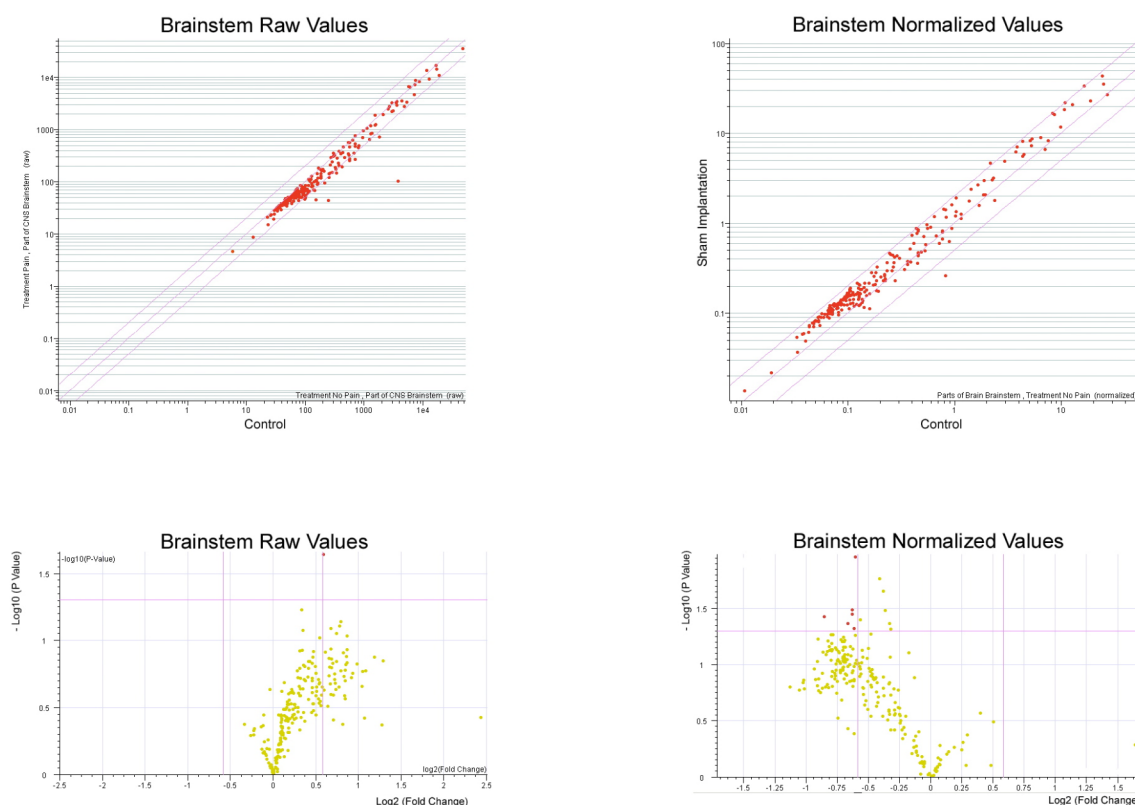 Brainstem Raw Values
Treatment Pain , Part of CNS Brainstem (raw)
1e4
1000
100
10
1
0.1
0.01
Treatment No Pain , Part of CNS Brainstem (raw)
0.01
0.1
1
10
100
1000
1e4
Control
Brainstem Normalized Values
Sham Implantation
100
10
1
0.1
Parts of Brain Brainstem , Treatment No Pain (normalized)
0.01
0.1
1
10
Control
Brainstem Raw Values
- Log10 (P Value)
-log10(P-Value)
1.5
1
0.5
0
log2(Fold Change)
-2.5
-2
-1.5
-1
-0.5
0
0.5
1
1.5
2
2.5
Log2 (Fold Change)
Brainstem Normalized Values
- Log10 (P Value)
1.5
1
0.5
0
-1.5
-1.25
-1
-0.75
-0.5
-0.25
0
0.25
0.5
0.75
1
1.25
1.5
Log2 (Fold Change)